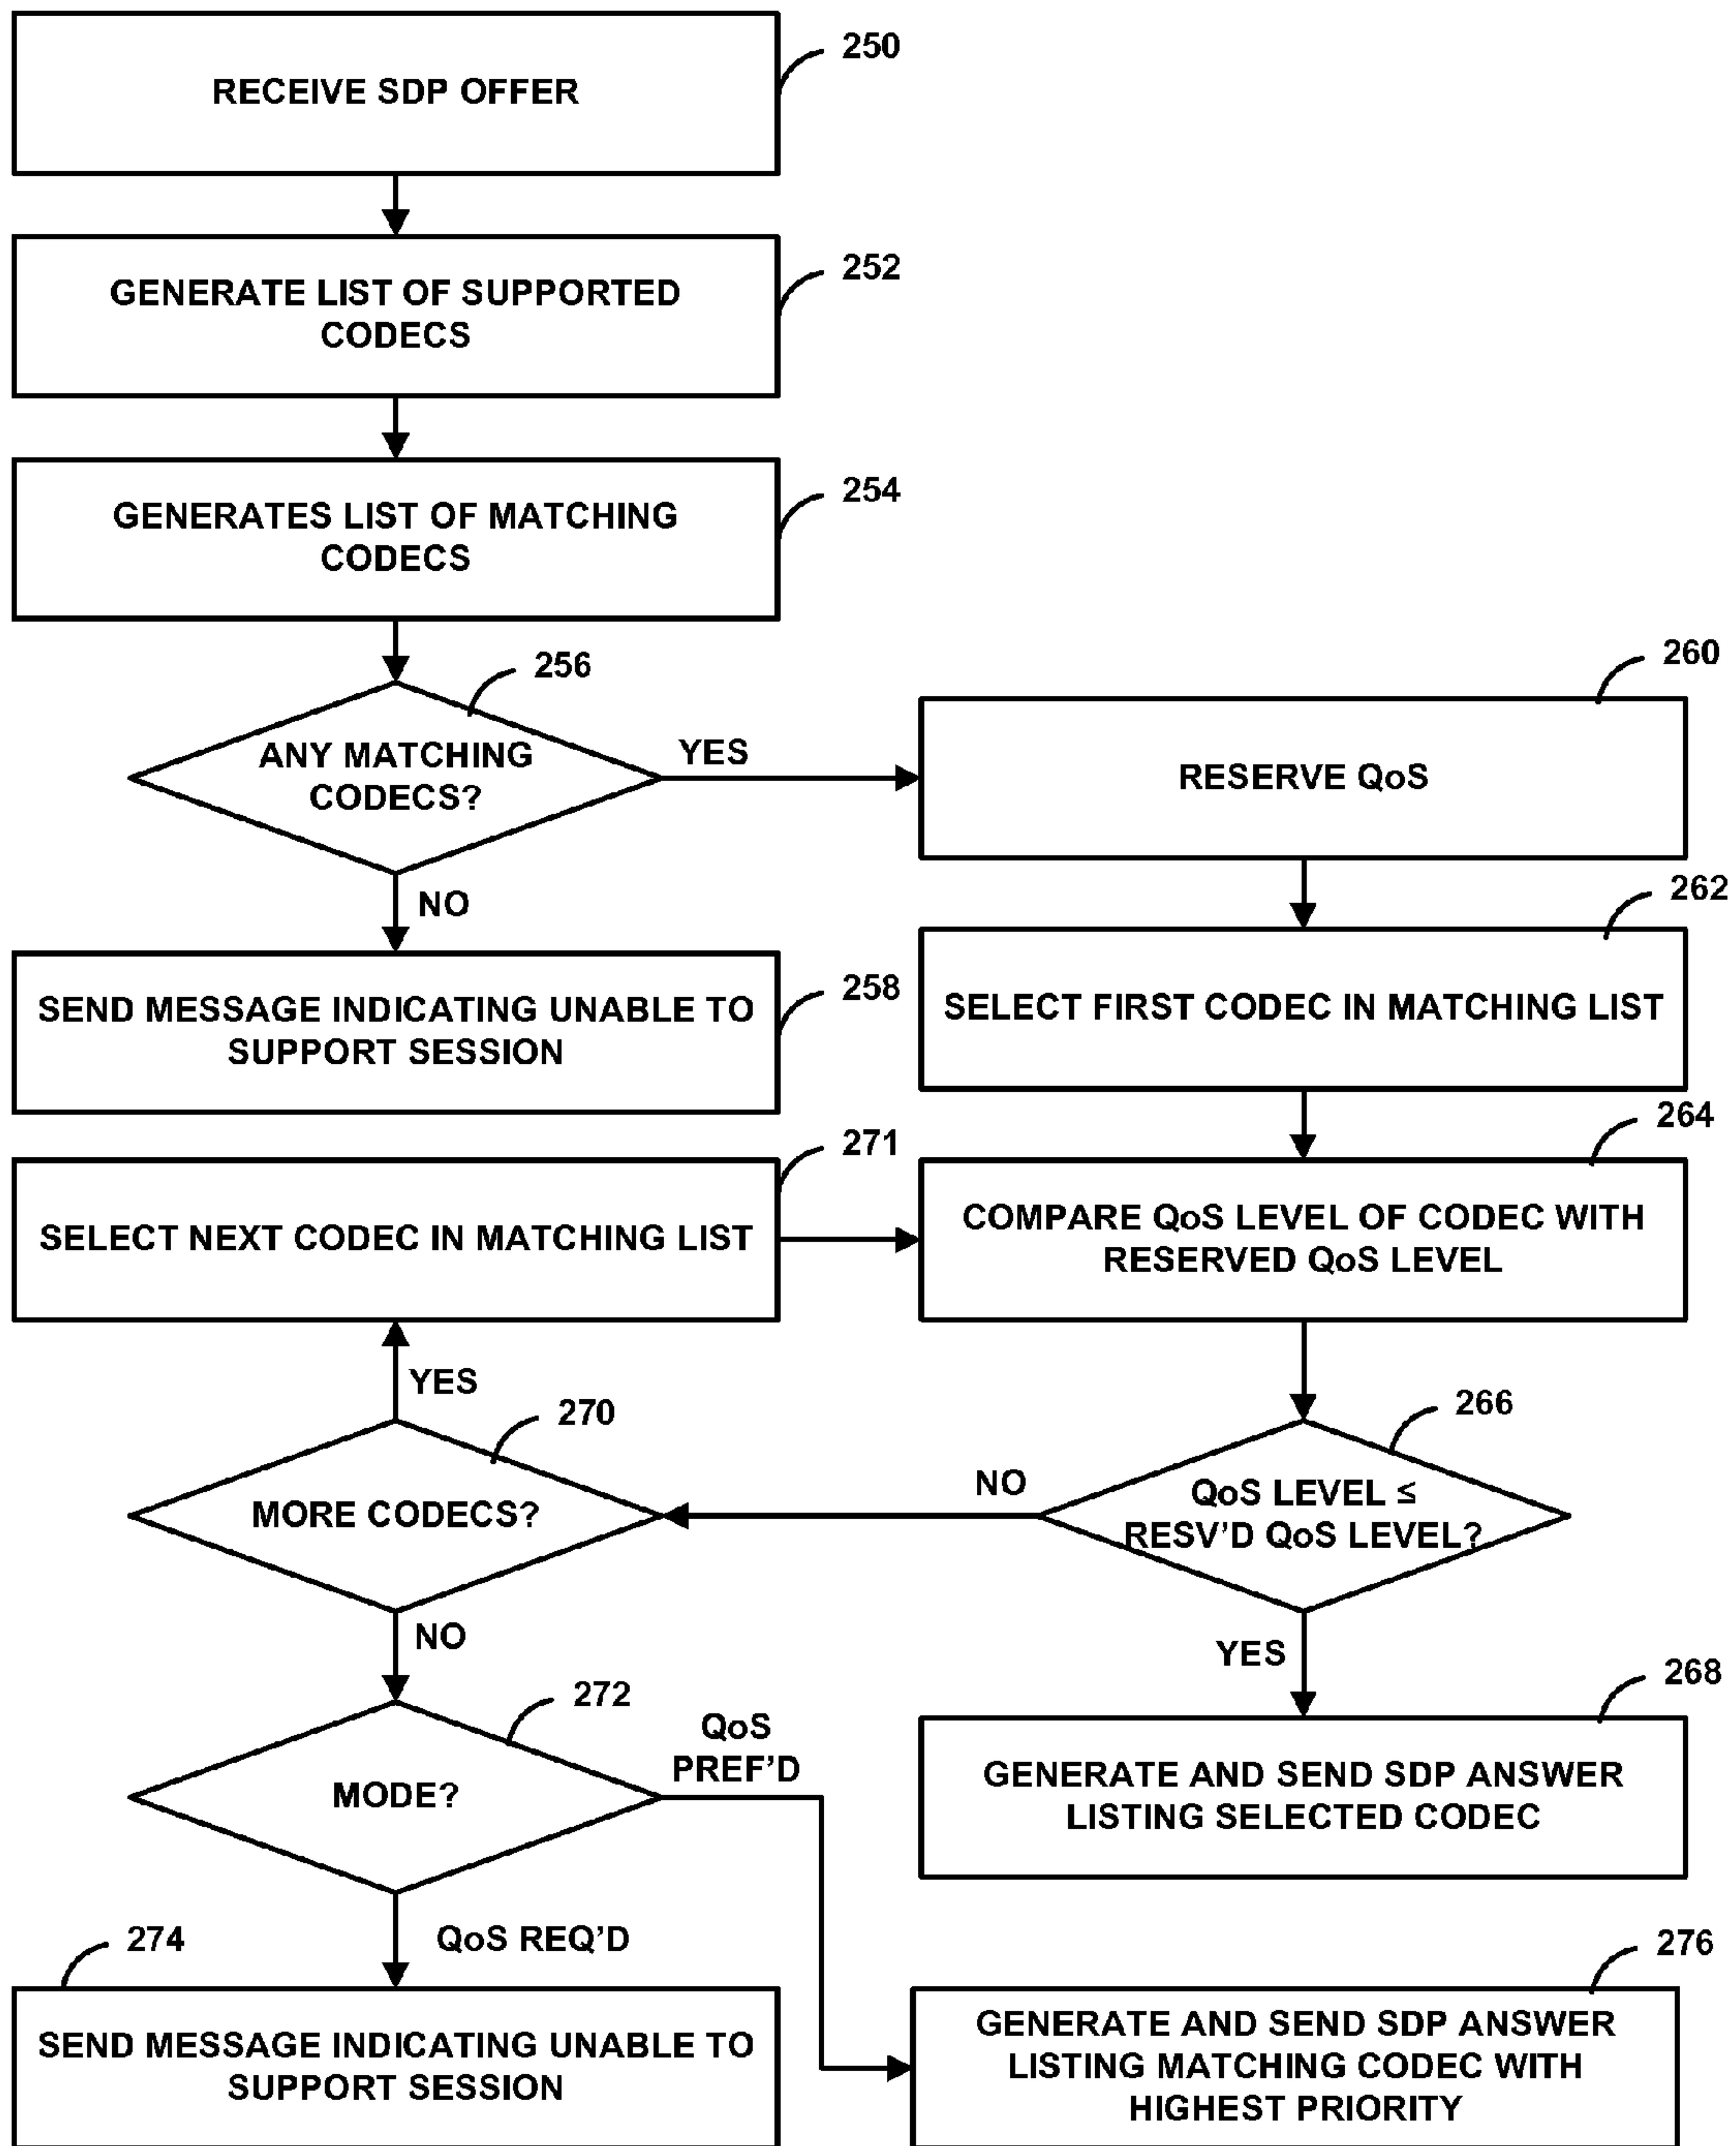 RECEIVE SDP OFFER
250
GENERATE LIST OF SUPPORTED
CODECS
252
GENERATES LIST OF MATCHING
CODECS
254
256
ANY MATCHING
CODECS?
YES
NO
260
RESERVE QoS
262
SELECT FIRST CODEC IN MATCHING LIST
SEND MESSAGE INDICATING UNABLE TO
SUPPORT SESSION
258
264
COMPARE QoS LEVEL OF CODEC WITH
RESERVED QoS LEVEL
271
SELECT NEXT CODEC IN MATCHING LIST
YES
270
MORE CODECS?
NO
266
QoS LEVEL ≤
RESV'D QoS LEVEL?
NO
YES
268
GENERATE AND SEND SDP ANSWER
LISTING SELECTED CODEC
272
MODE?
QoS
PREF'D
QoS REQ'D
274
SEND MESSAGE INDICATING UNABLE TO
SUPPORT SESSION
276
GENERATE AND SEND SDP ANSWER
LISTING MATCHING CODEC WITH
HIGHEST PRIORITY